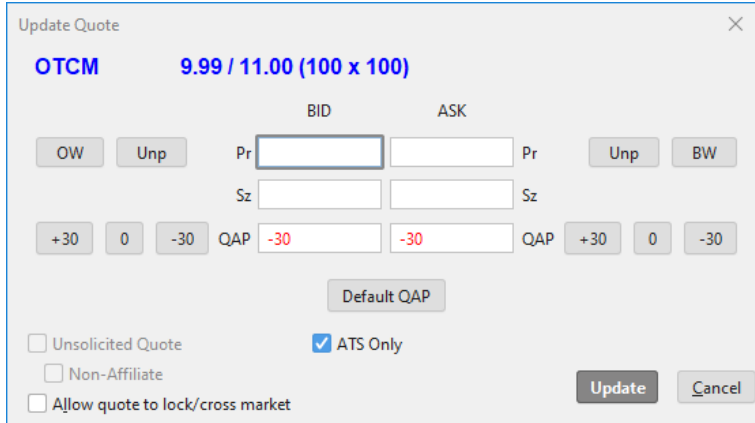 Update Quote
OTCM 9.99 / 11.00 (100 x 100)
BID ASK
OW Unp Pr Pr Unp BW
Sz Sz
+30 0 -30 QAP -30 -30 QAP +30 0 -30
Default QAP
Unsolicited Quote ATS Only
Non-Affiliate
Allow quote to lock/cross market
Update Cancel